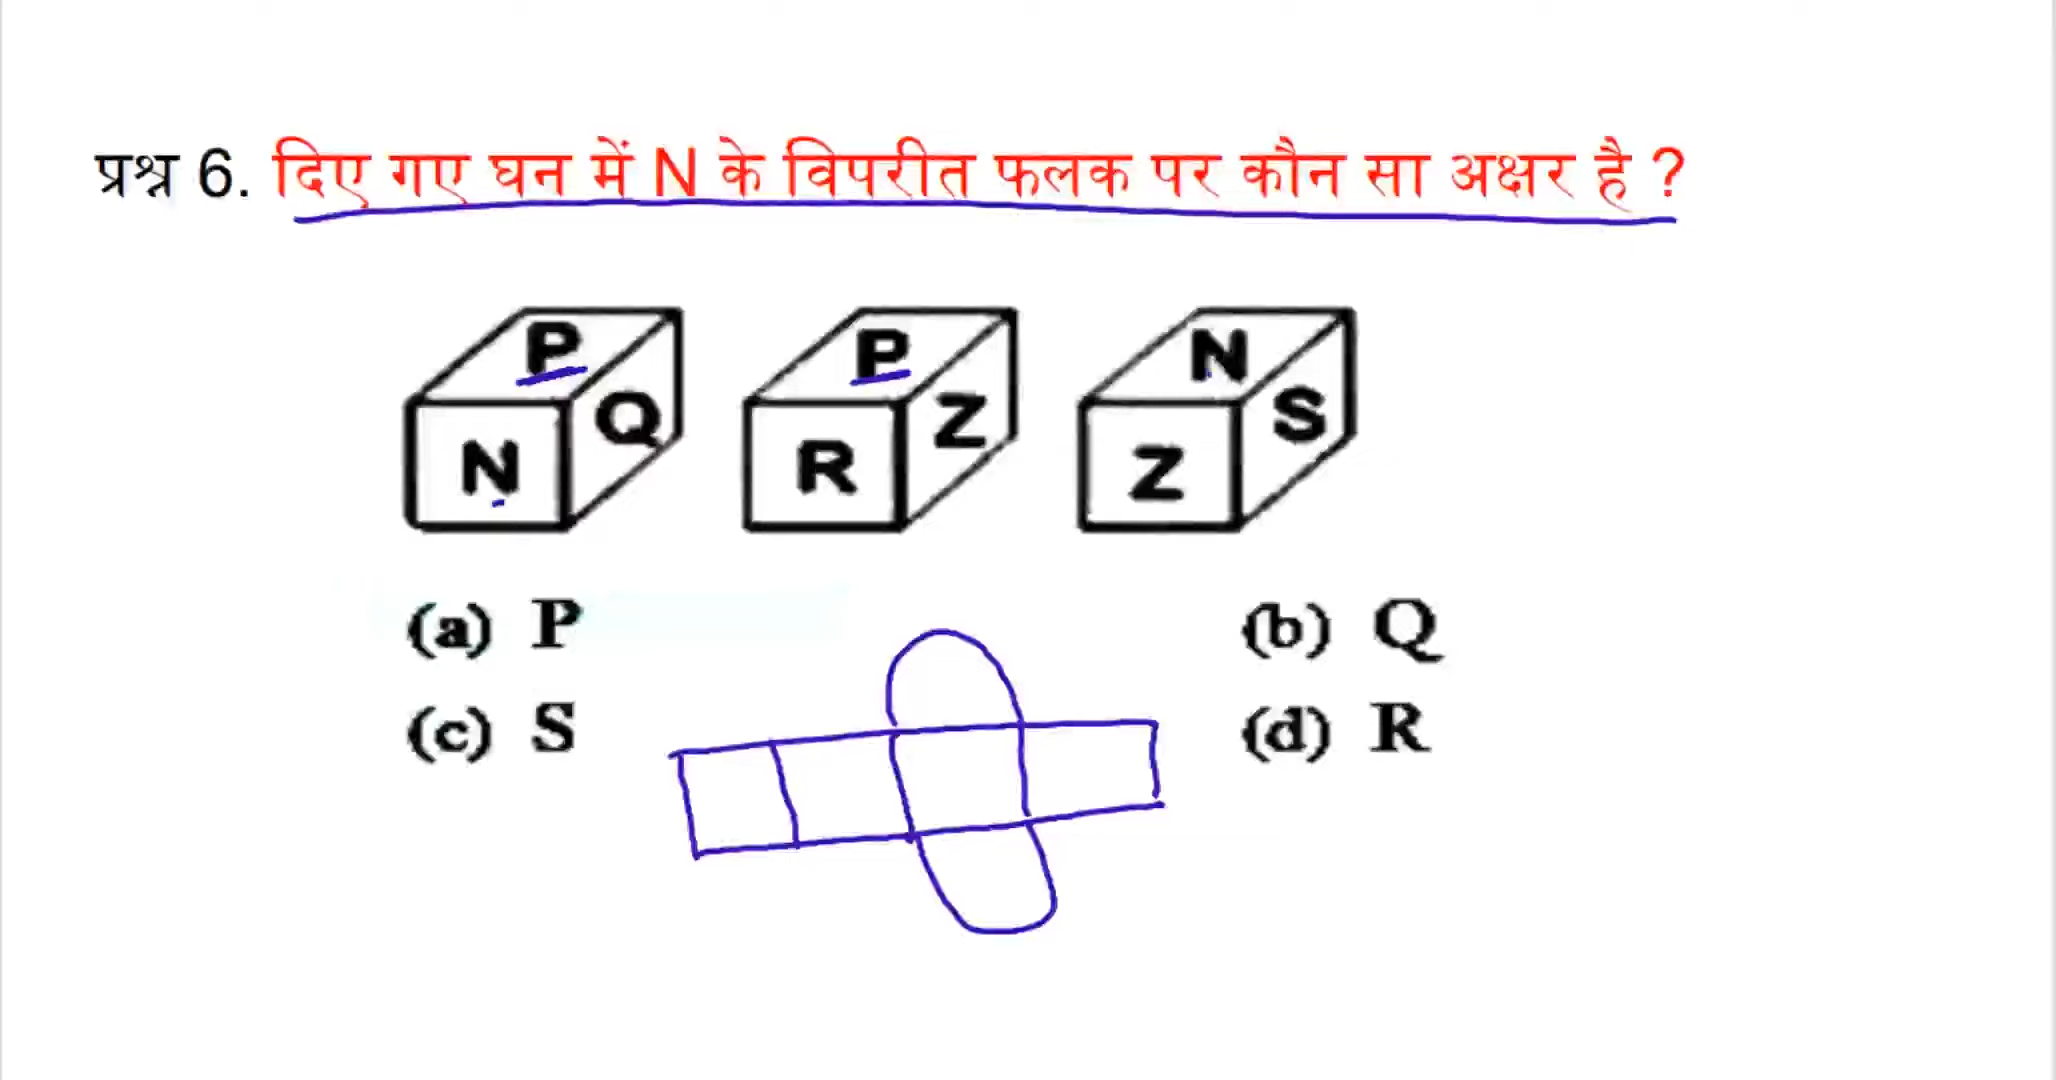 प्रश्न 6. दिए गए घन में N के विपरीत फलक पर कौन सा अक्षर है ?
P P N
Q Z S
N R Z
(a) P (b) Q
(c) S (d) R